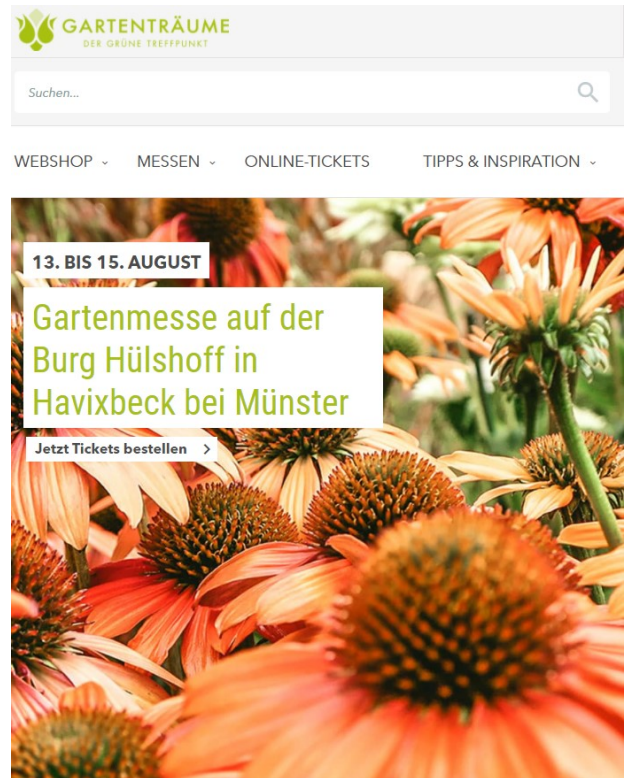 GARTENTRÄUME
DER GRÜNE TREFFPUNKT
Suchen...
WEBSHOP MESSEN ONLINE-TICKETS TIPPS & INSPIRATION
13. BIS 15. AUGUST
Gartenmesse auf der
Burg Hülshoff in
Havixbeck bei Münster
Jetzt Tickets bestellen >